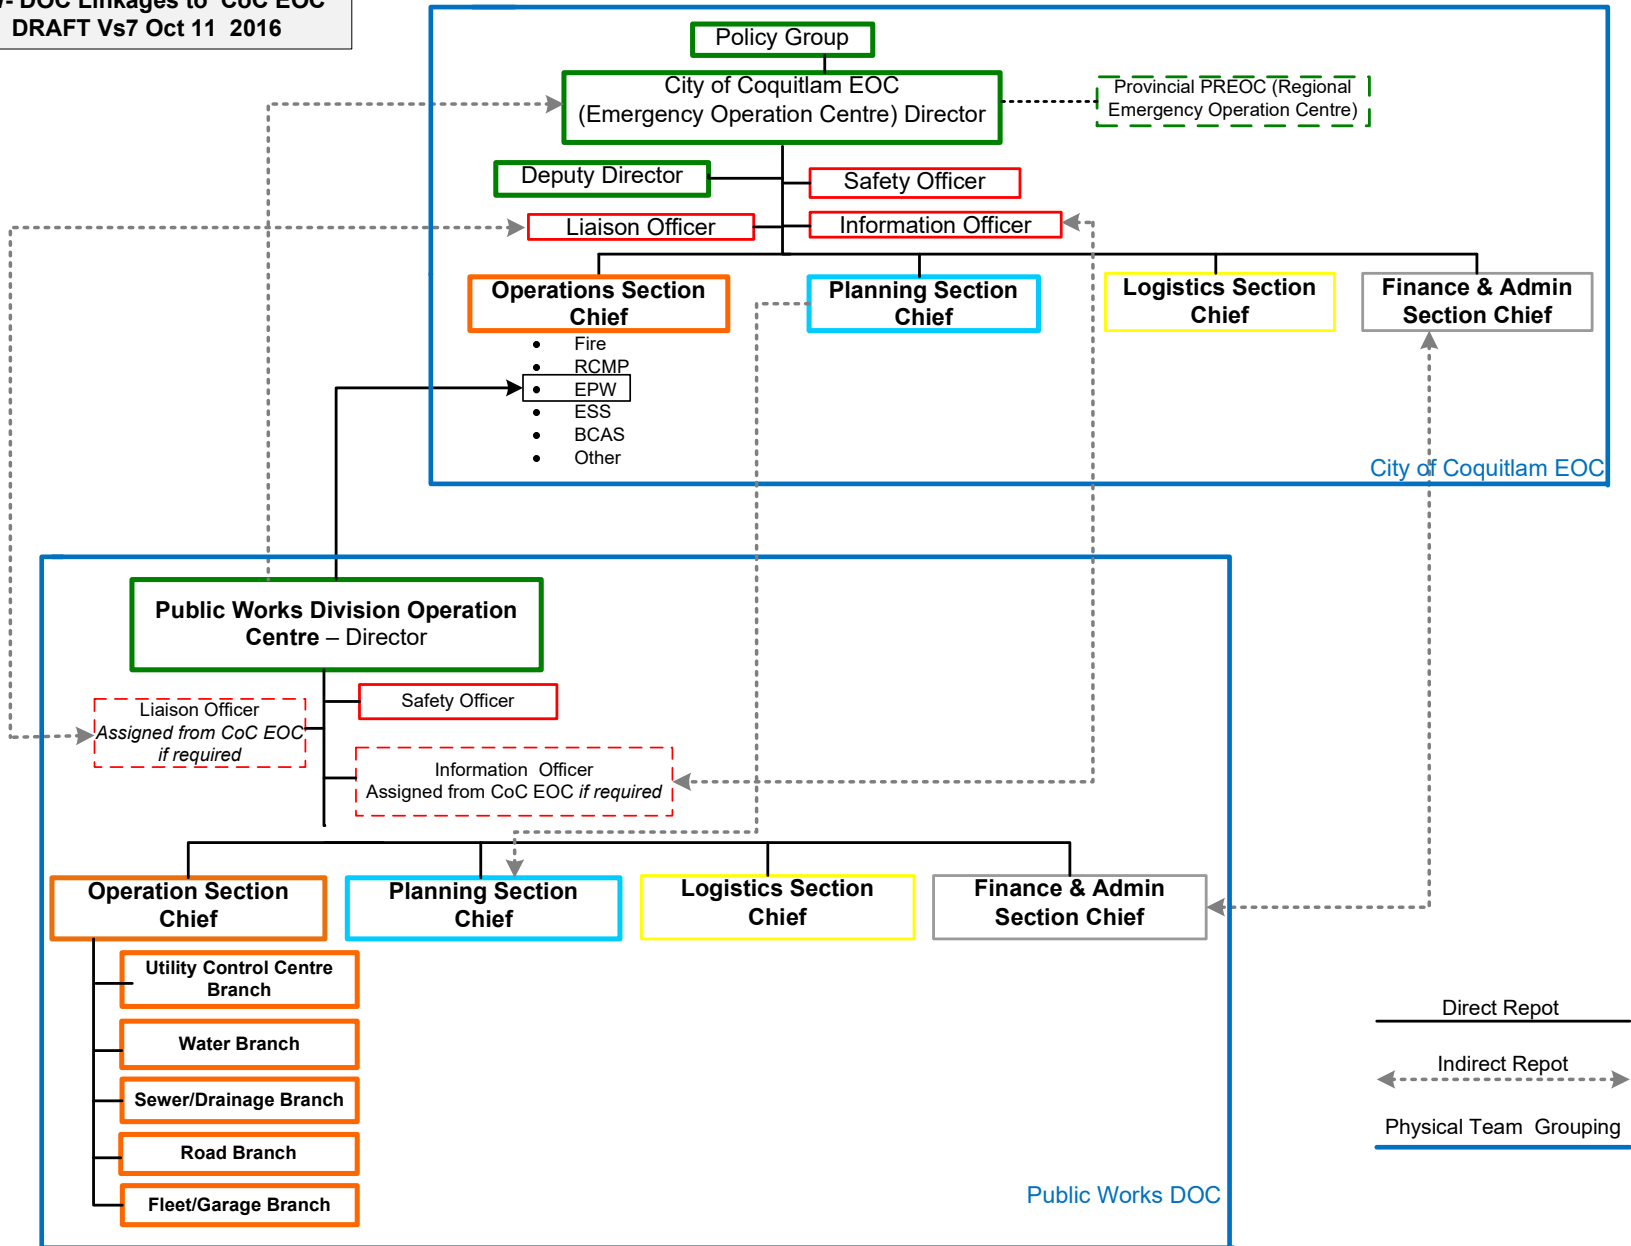 DOC Linkages to CoC EOC
DRAFT Vs7 Oct 11 2016
Policy Group
City of Coquitlam EOC
(Emergency Operation Centre) Director
Provincial PREOC (Regional
Emergency Operation Centre)
Deputy Director
Safety Officer
Liaison Officer
Information Officer
Operations Section
Chief
Planning Section
Chief
Logistics Section
Chief
Finance & Admin
Section Chief
• Fire
• RCMP
• EPW
• ESS
• BCAS
• Other
City of Coquitlam EOC
Public Works Division Operation
Centre – Director
Safety Officer
Liaison Officer
Assigned from CoC EOC
if required
Information Officer
Assigned from CoC EOC if required
Operation Section
Chief
Planning Section
Chief
Logistics Section
Chief
Finance & Admin
Section Chief
Utility Control Centre
Branch
Water Branch
Sewer/Drainage Branch
Road Branch
Fleet/Garage Branch
Public Works DOC
Direct Repot
Indirect Repot
Physical Team Grouping